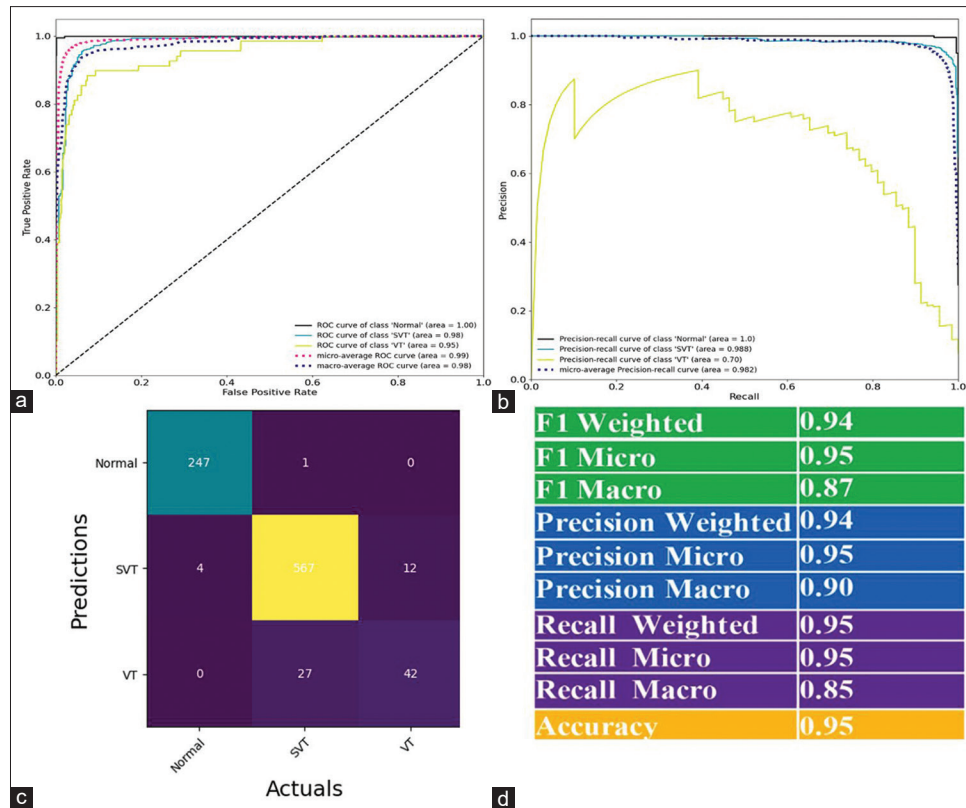 1.0
0.8
0.6
0.4
0.2
0.0
True Positive Rate
ROC curve of class 'Normal' (area = 1.00)
ROC curve of class 'SVT' (area = 0.98)
ROC curve of class 'VT' (area = 0.95)
micro-average ROC curve (area = 0.99)
macro-average ROC curve (area = 0.98)
0.0 0.2 0.4 0.6 0.8 1.0
False Positive Rate
a
1.0
0.8
0.6
0.4
0.2
0.0
Precision
Precision-recall curve of class 'Normal' (area = 1.0)
Precision-recall curve of class 'SVT' (area = 0.988)
Precision-recall curve of class 'VT' (area = 0.70)
micro-average Precision-recall curve (area = 0.982)
0.0 0.2 0.4 0.6 0.8 1.0
Recall
b
Predictions
Normal 247 1 0
SVT 4 567 12
VT 0 27 42
Normal SVT VT
Actuals
c
F1 Weighted 0.94
F1 Micro 0.95
F1 Macro 0.87
Precision Weighted 0.94
Precision Micro 0.95
Precision Macro 0.90
Recall Weighted 0.95
Recall Micro 0.95
Recall Macro 0.85
Accuracy 0.95
d